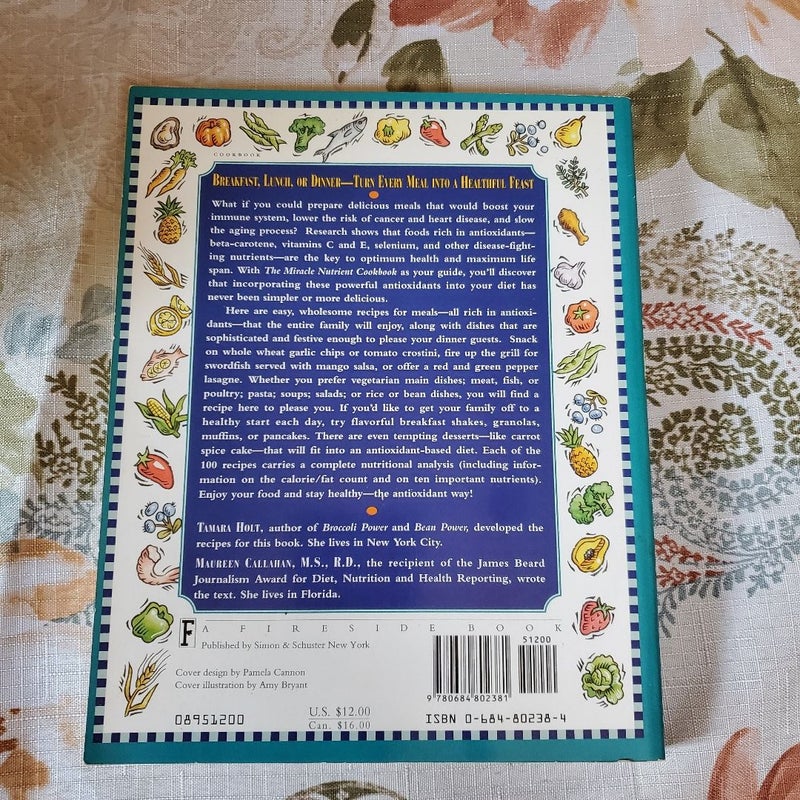 COOKBOOK
BREAKFAST, LUNCH, OR DINNER—TURN EVERY MEAL INTO A HEALTHFUL FEAST
What if you could prepare delicious meals that would boost your
immune system, lower the risk of cancer and heart disease, and slow
the aging process? Research shows that foods rich in antioxidants—
beta-carotene, vitamins C and E, selenium, and other disease-fight-
ing nutrients—are the key to optimum health and maximum life
span. With The Miracle Nutrient Cookbook as your guide, you'll discover
that incorporating these powerful antioxidants into your diet has
never been simpler or more delicious.
Here are easy, wholesome recipes for meals—all rich in antioxi-
dants—that the entire family will enjoy, along with dishes that are
sophisticated and festive enough to please your dinner guests. Snack
on whole wheat garlic chips or tomato crostini, fire up the grill for
swordfish served with mango salsa, or offer a red and green pepper
lasagne. Whether you prefer vegetarian main dishes; meat, fish, or
poultry; pasta; soups; salads; or rice or bean dishes, you will find a
recipe here to please you. If you'd like to get your family off to a
healthy start each day, try flavorful breakfast shakes, granolas,
muffins, or pancakes. There are even tempting desserts—like carrot
spice cake—that will fit into an antioxidant-based diet. Each of the
100 recipes carries a complete nutritional analysis (including infor-
mation on the calorie/fat count and on ten important nutrients).
Enjoy your food and stay healthy—the antioxidant way!
TAMARA HOLT, author of Broccoli Power and Bean Power, developed the
recipes for this book. She lives in New York City.
MAUREEN CALLAHAN, M.S., R.D., the recipient of the James Beard
Journalism Award for Diet, Nutrition and Health Reporting, wrote
the text. She lives in Florida.
F A FIRESIDE BOOK
Published by Simon & Schuster New York
51200
Cover design by Pamela Cannon
Cover illustration by Amy Bryant
9 780684 802381
08951200
U.S. $12.00
Can. $16.00
ISBN 0-684-80238-4